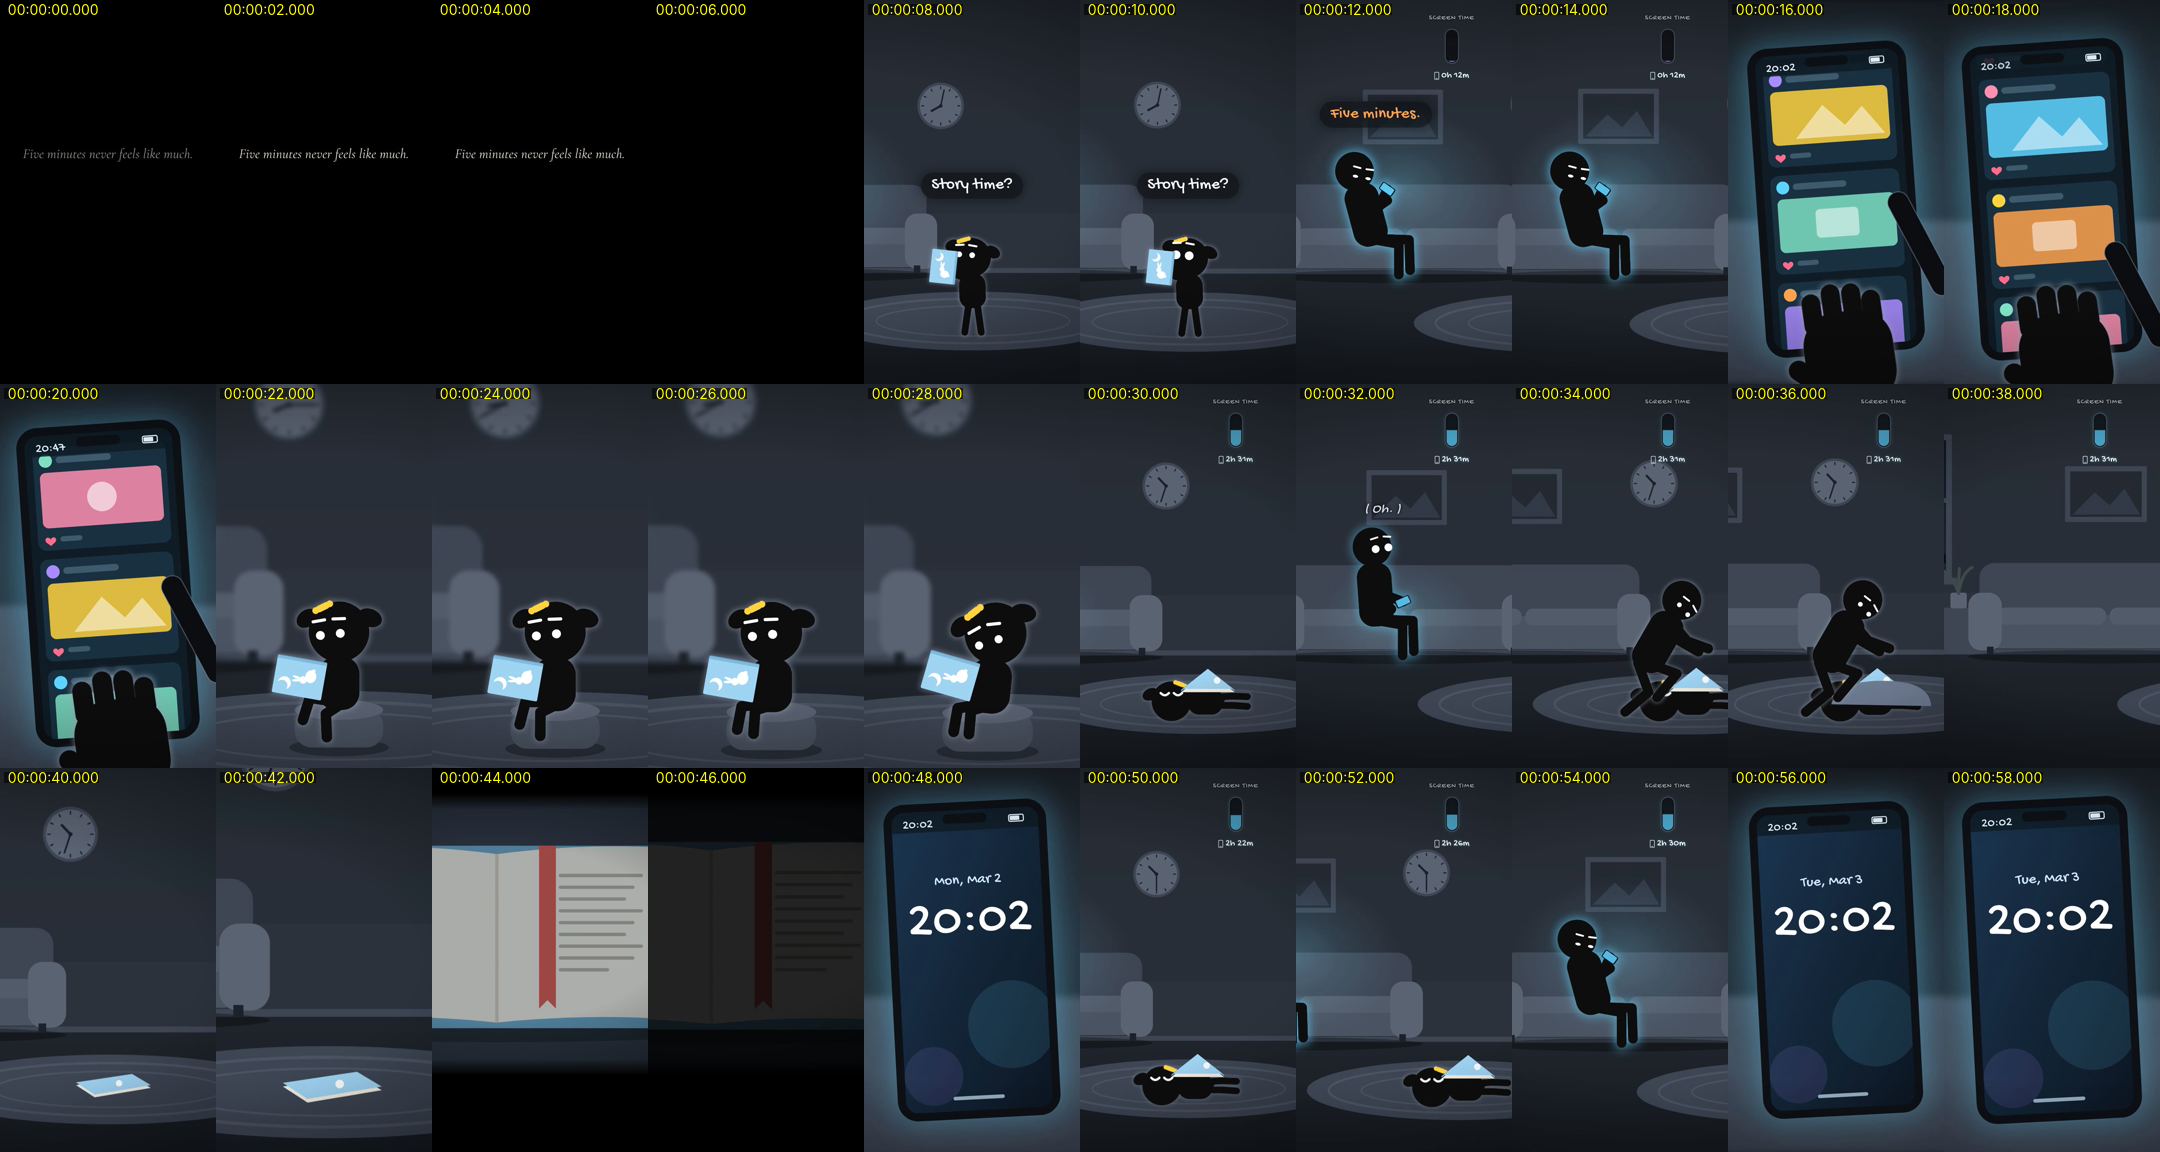 00:00:00.000
00:00:02.000
00:00:04.000
00:00:06.000
00:00:08.000
00:00:10.000
00:00:12.000
00:00:14.000
00:00:16.000
00:00:18.000
Five minutes never feels like much.
Five minutes never feels like much.
Five minutes never feels like much.
Story time?
Story time?
SCREEN TIME
0h 12m
Five minutes.
SCREEN TIME
0h 12m
20:02
20:02
00:00:20.000
00:00:22.000
00:00:24.000
00:00:26.000
00:00:28.000
00:00:30.000
00:00:32.000
00:00:34.000
00:00:36.000
00:00:38.000
20:47
SCREEN TIME
2h 31m
SCREEN TIME
2h 31m
( Oh. )
SCREEN TIME
2h 31m
SCREEN TIME
2h 31m
SCREEN TIME
2h 31m
00:00:40.000
00:00:42.000
00:00:44.000
00:00:46.000
00:00:48.000
00:00:50.000
00:00:52.000
00:00:54.000
00:00:56.000
00:00:58.000
20:02
Mon, Mar 2
20:02
SCREEN TIME
2h 22m
SCREEN TIME
2h 26m
SCREEN TIME
2h 30m
20:02
Tue, Mar 3
20:02
20:02
Tue, Mar 3
20:02